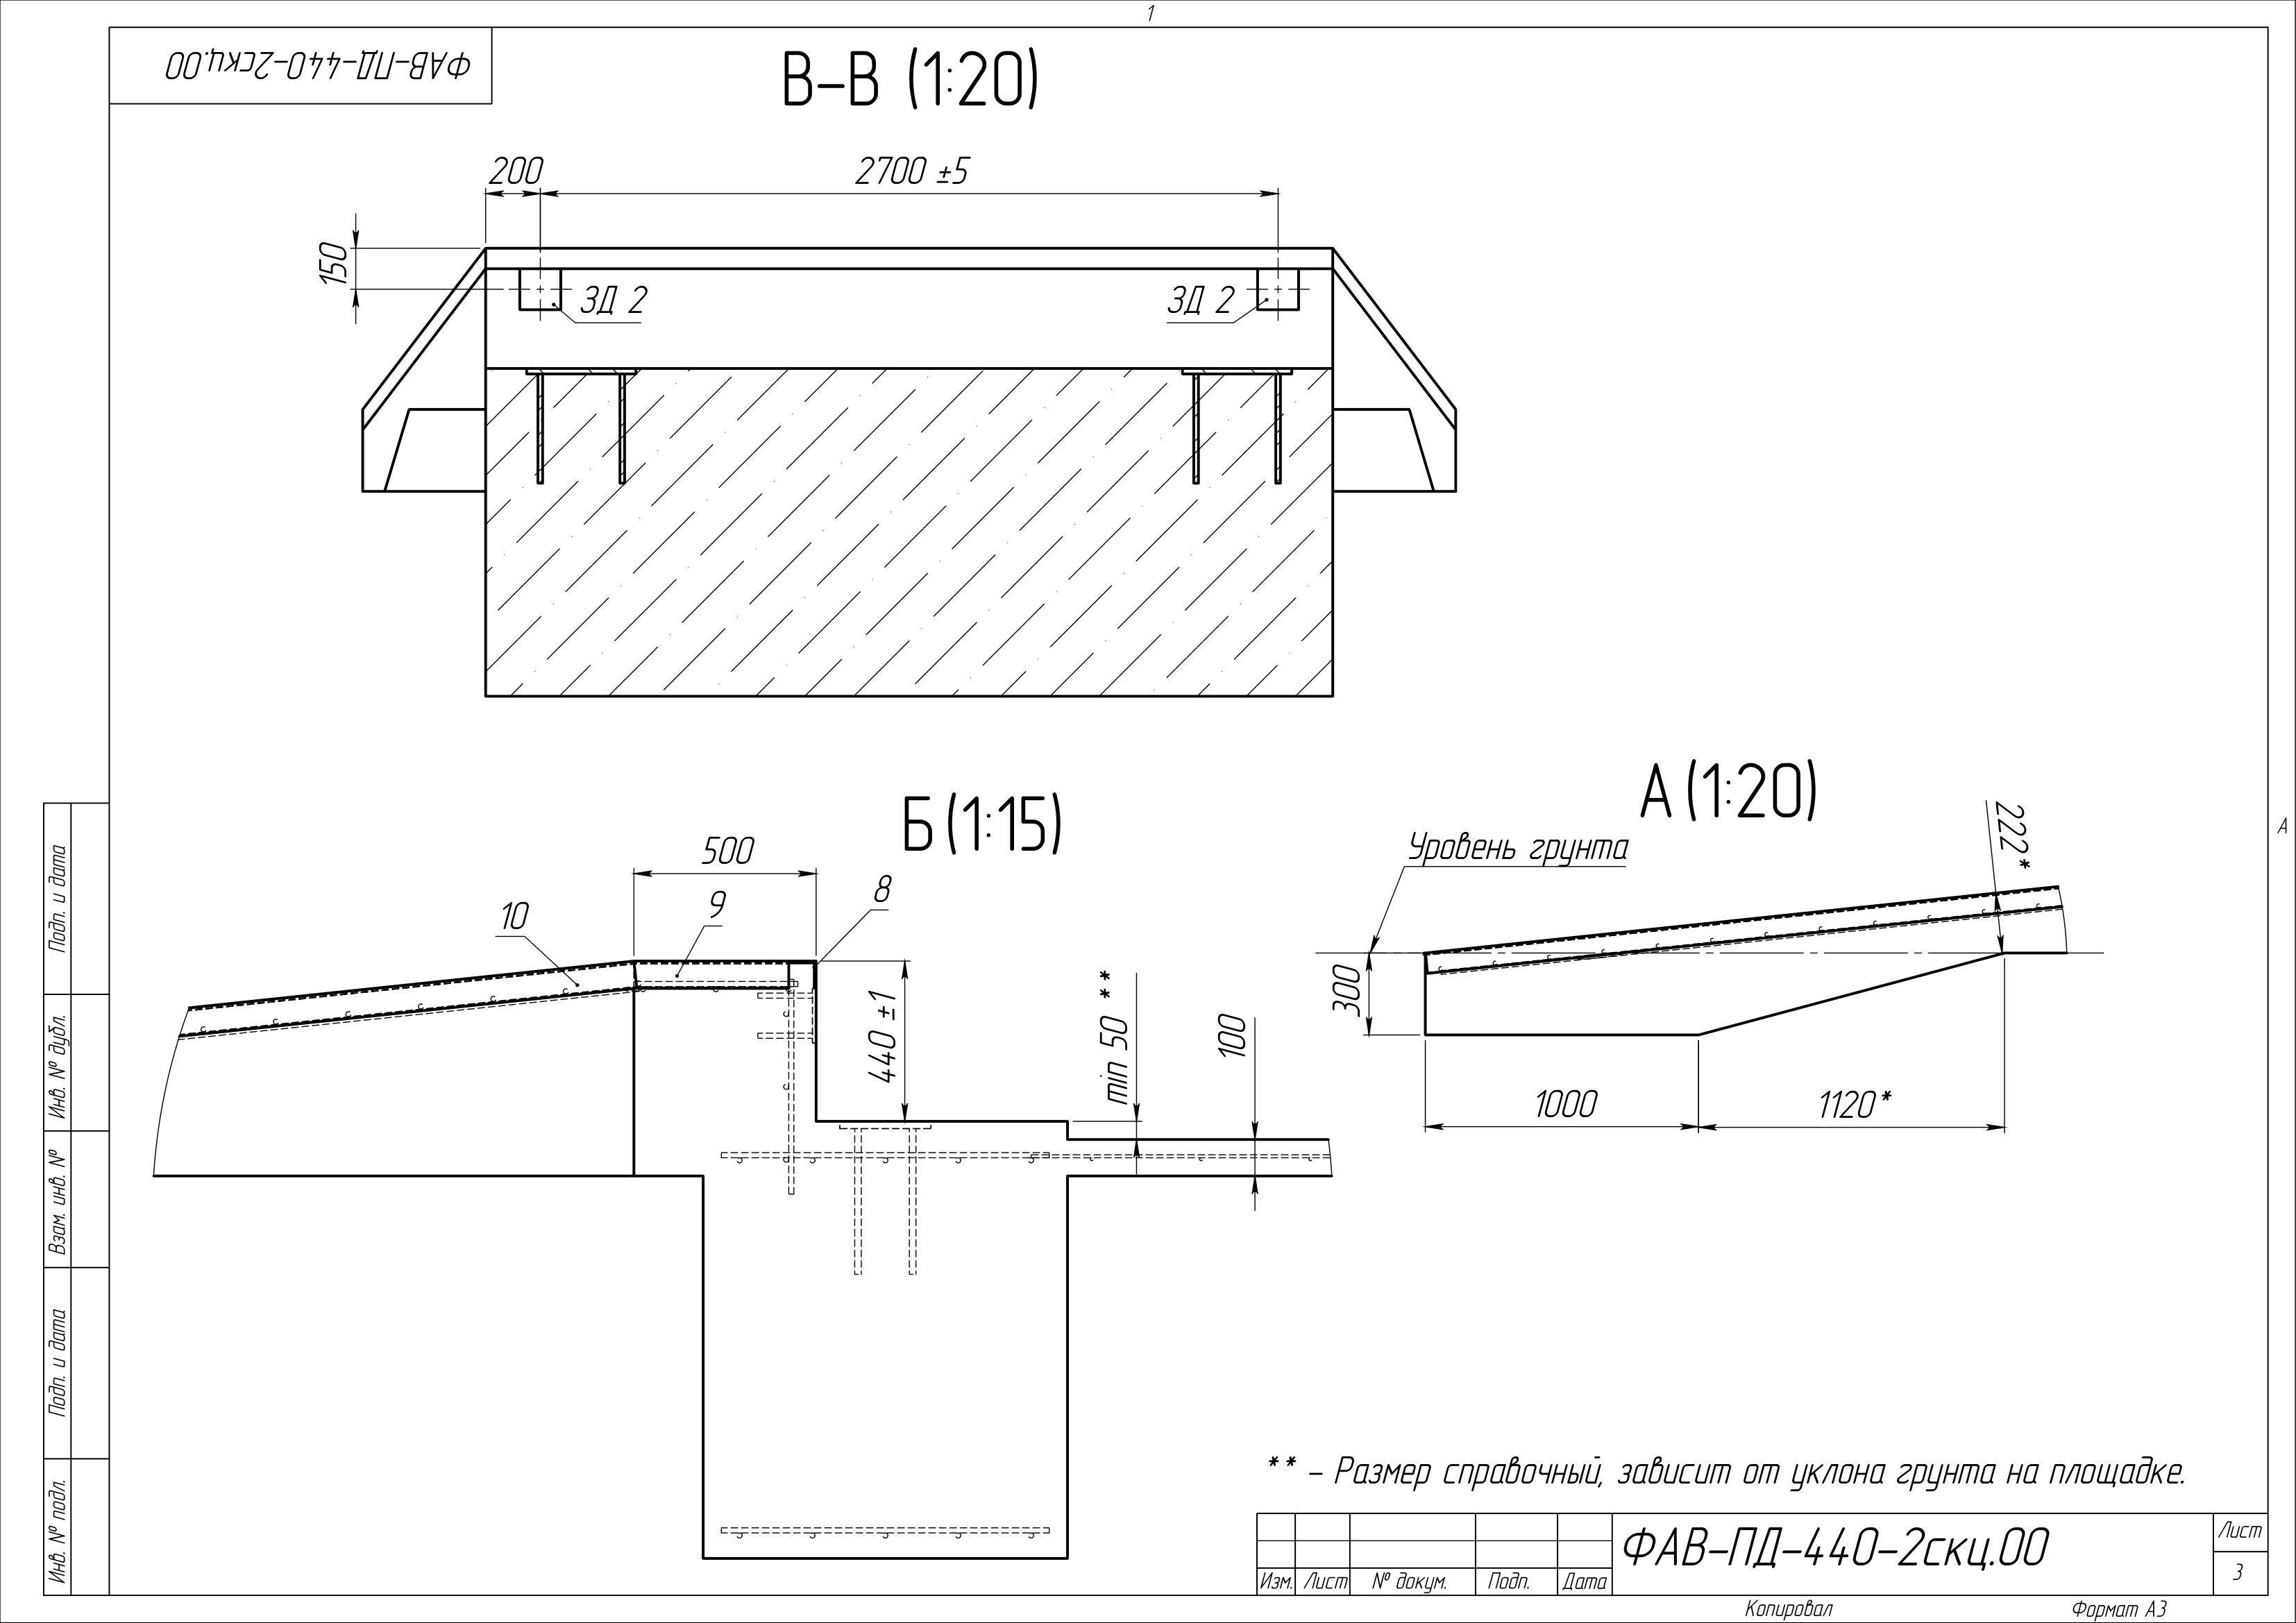 1
ФАВ-ПД-440-2скц.00
В-В (1:20)
200
2700 ±5
150
ЗД 2
ЗД 2
А (1:20)
Б (1:15)
А
222*
Уровень грунта
500
8
9
10
300
440 ±1
min 50 **
100
1000
1120*
Подп. и дата
Инв. № дубл.
Взам. инв. №
Подп. и дата
Инв. № подл.
** – Размер справочный, зависит от уклона грунта на площадке.
ФАВ-ПД-440-2скц.00
Лист
3
Изм. Лист № докум. Подп. Дата
Копировал Формат А3